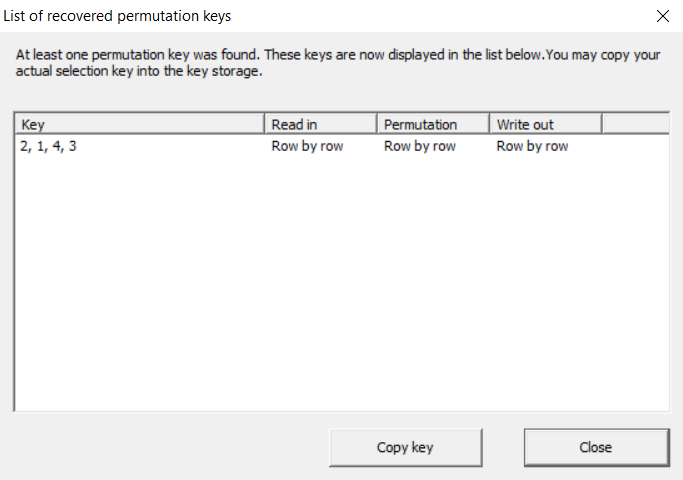 List of recovered permutation keys
At least one permutation key was found. These keys are now displayed in the list below.You may copy your
actual selection key into the key storage.
Key Read in Permutation Write out
2, 1, 4, 3 Row by row Row by row Row by row
Copy key Close